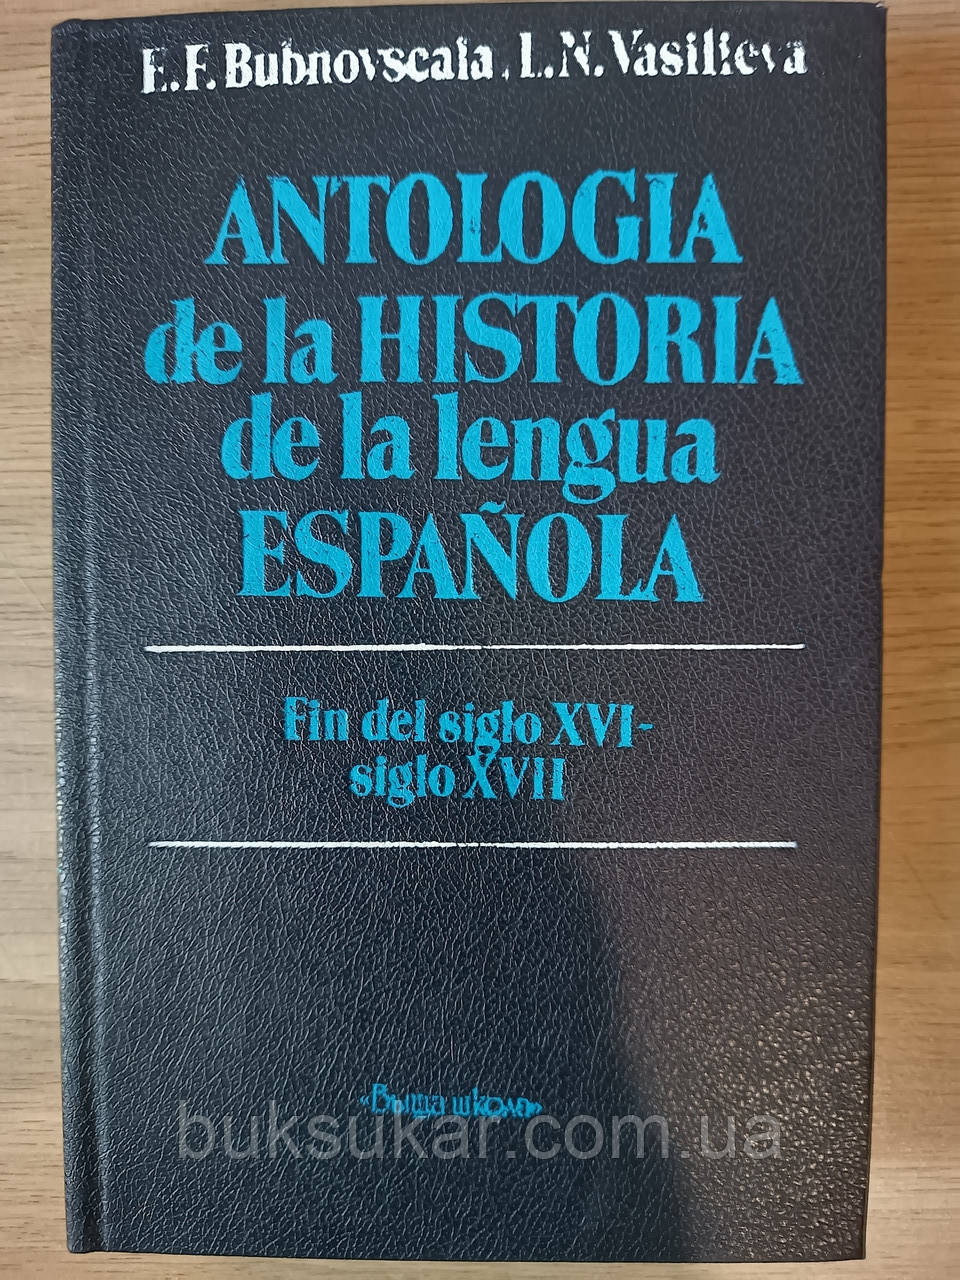 E.F. Bubnovscaia, L.N. Vasilieva
ANTOLOGIA
de la HISTORIA
de la lengua
ESPAÑOLA
Fin del siglo XVI-
siglo XVII
«Выща школа»
buksukar.com.ua